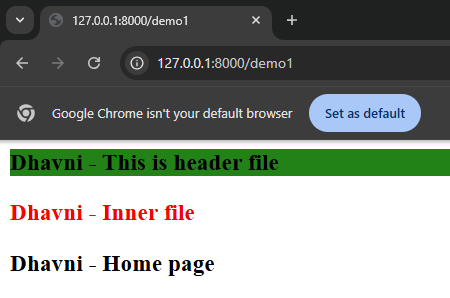 127.0.0.1:8000/demo1
127.0.0.1:8000/demo1
Google Chrome isn't your default browser
Set as default
Dhavni - This is header file
Dhavni - Inner file
Dhavni - Home page